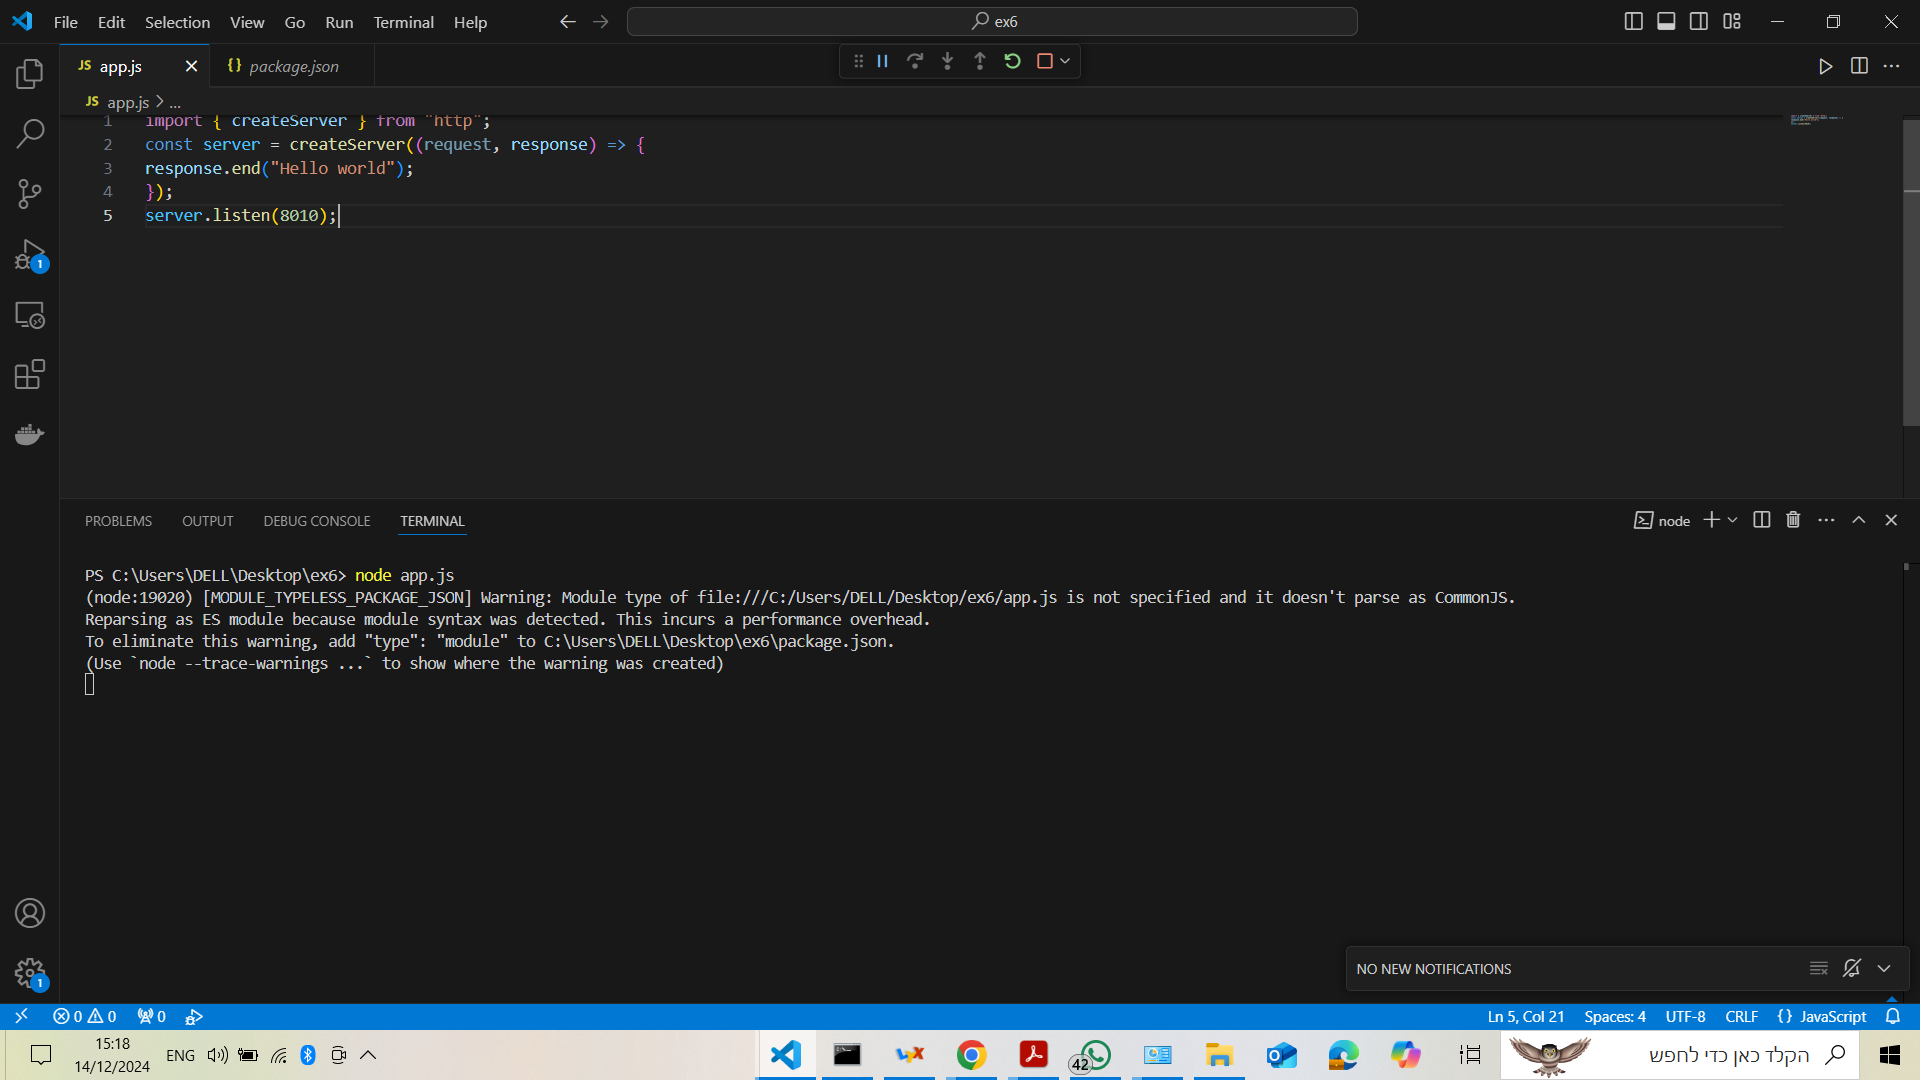 File Edit Selection View Go Run Terminal Help
ex6
JS app.js
{} package.json
JS app.js > ...
1 import { createServer } from "http";
2 const server = createServer((request, response) => {
3 response.end("Hello world");
4 });
5 server.listen(8010);
1
PROBLEMS OUTPUT DEBUG CONSOLE TERMINAL
node
PS C:\Users\DELL\Desktop\ex6> node app.js
(node:19020) [MODULE_TYPELESS_PACKAGE_JSON] Warning: Module type of file:///C:/Users/DELL/Desktop/ex6/app.js is not specified and it doesn't parse as CommonJS.
Reparsing as ES module because module syntax was detected. This incurs a performance overhead.
To eliminate this warning, add "type": "module" to C:\Users\DELL\Desktop\ex6\package.json.
(Use `node --trace-warnings ...` to show where the warning was created)
NO NEW NOTIFICATIONS
1
0 0 0
Ln 5, Col 21 Spaces: 4 UTF-8 CRLF {} JavaScript
15:18
14/12/2024
ENG
42
הקלד כאן כדי לחפש